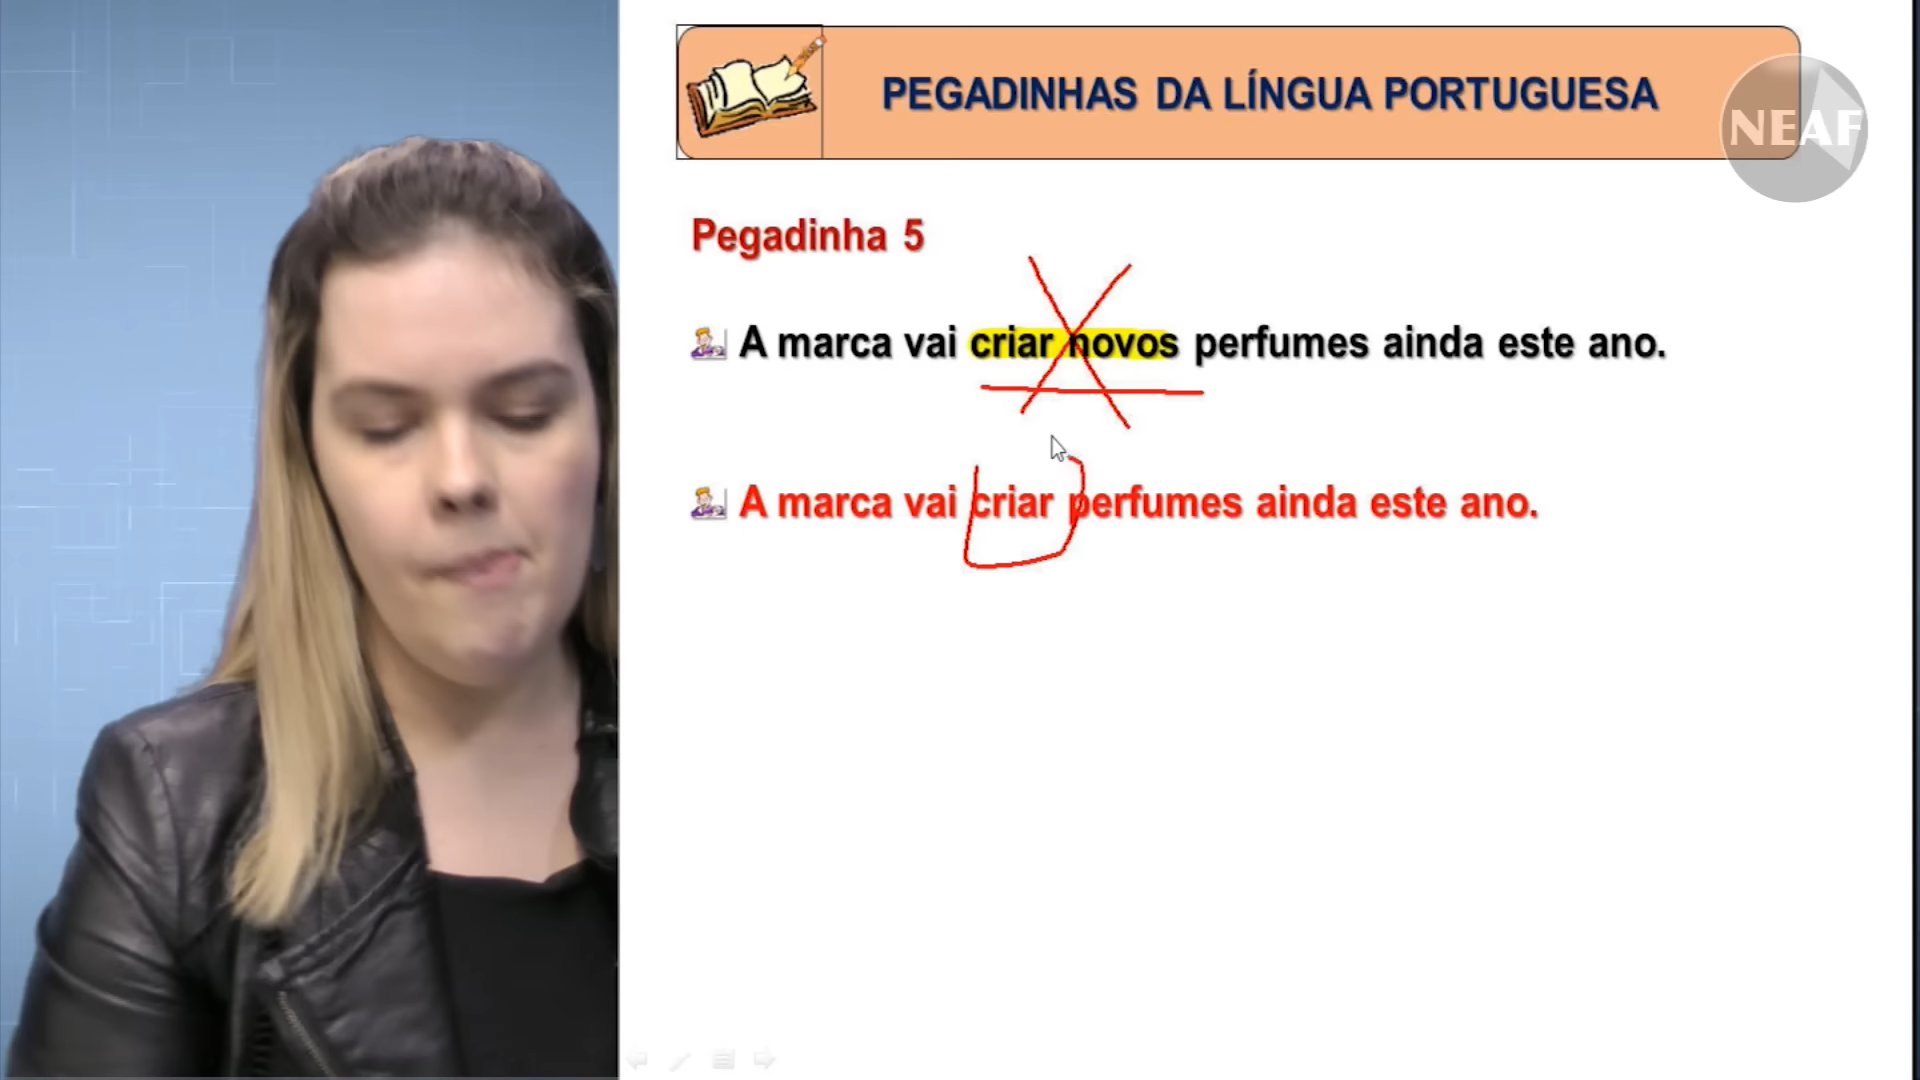 PEGADINHAS DA LÍNGUA PORTUGUESA
NEAF
Pegadinha 5
A marca vai criar novos perfumes ainda este ano.
A marca vai criar perfumes ainda este ano.